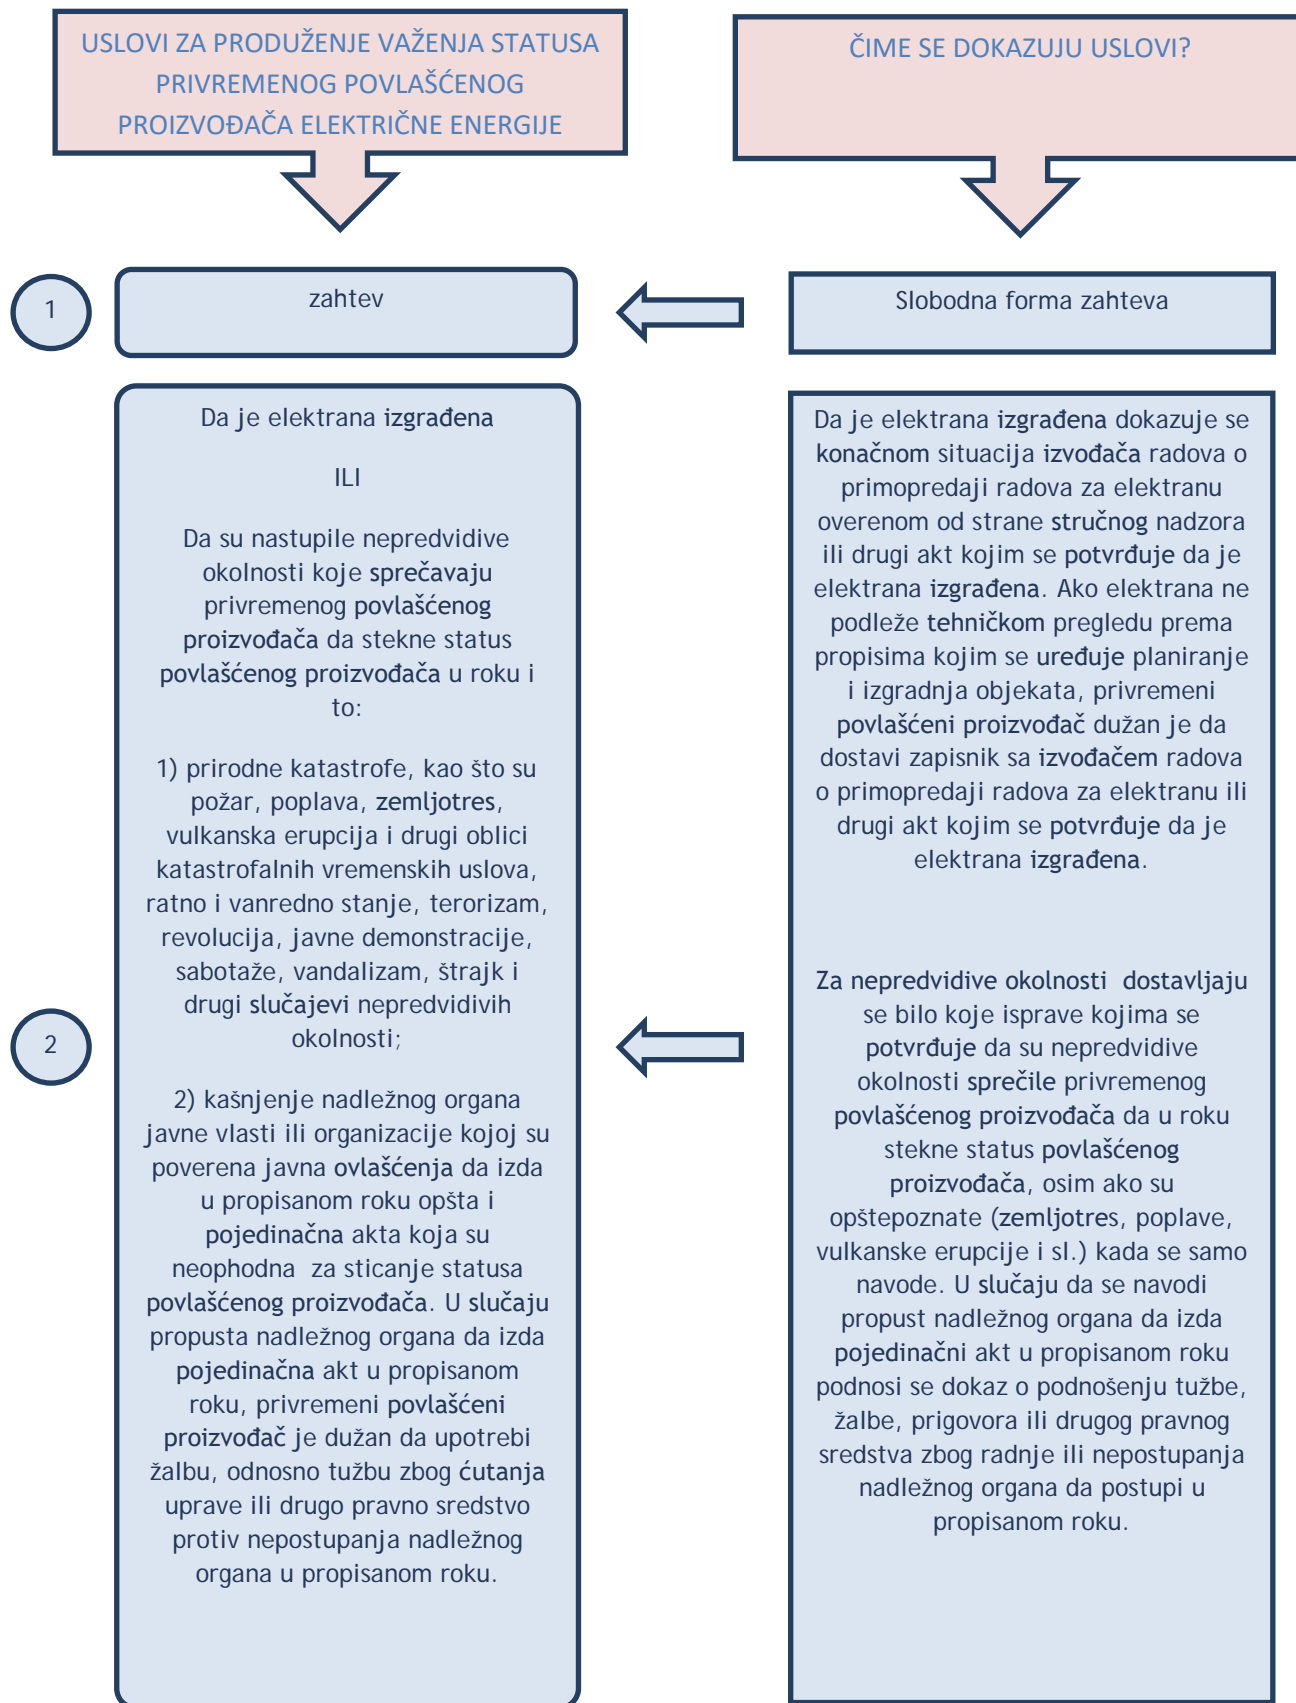 USLOVI ZA PRODUŽENJE VAŽENJA STATUSA
PRIVREMENOG POVLAŠĆENOG
PROIZVOĐAČA ELEKTRIČNE ENERGIJE
ČIME SE DOKAZUJU USLOVI?
1
zahtev
Slobodna forma zahteva
2
Da je elektrana izgrađena
ILI
Da su nastupile nepredvidive
okolnosti koje sprečavaju
privremenog povlašćenog
proizvođača da stekne status
povlašćenog proizvođača u roku i
to:
1) prirodne katastrofe, kao što su
požar, poplava, zemljotres,
vulkanska erupcija i drugi oblici
katastrofalnih vremenskih uslova,
ratno i vanredno stanje, terorizam,
revolucija, javne demonstracije,
sabotaže, vandalizam, štrajk i
drugi slučajevi nepredvidivih
okolnosti;
2) kašnjenje nadležnog organa
javne vlasti ili organizacije kojoj su
poverena javna ovlašćenja da izda
u propisanom roku opšta i
pojedinačna akta koja su
neophodna za sticanje statusa
povlašćenog proizvođača. U slučaju
propusta nadležnog organa da izda
pojedinačna akt u propisanom
roku, privremeni povlašćeni
proizvođač je dužan da upotrebi
žalbu, odnosno tužbu zbog ćutanja
uprave ili drugo pravno sredstvo
protiv nepostupanja nadležnog
organa u propisanom roku.
Da je elektrana izgrađena dokazuje se
konačnom situacija izvođača radova o
primopredaji radova za elektranu
overenom od strane stručnog nadzora
ili drugi akt kojim se potvrđuje da je
elektrana izgrađena. Ako elektrana ne
podleže tehničkom pregledu prema
propisima kojim se uređuje planiranje
i izgradnja objekata, privremeni
povlašćeni proizvođač dužan je da
dostavi zapisnik sa izvođačem radova
o primopredaji radova za elektranu ili
drugi akt kojim se potvrđuje da je
elektrana izgrađena.
Za nepredvidive okolnosti dostavljaju
se bilo koje isprave kojima se
potvrđuje da su nepredvidive
okolnosti sprečile privremenog
povlašćenog proizvođača da u roku
stekne status povlašćenog
proizvođača, osim ako su
opštepoznate (zemljotres, poplave,
vulkanske erupcije i sl.) kada se samo
navode. U slučaju da se navodi
propust nadležnog organa da izda
pojedinačni akt u propisanom roku
podnosi se dokaz o podnošenju tužbe,
žalbe, prigovora ili drugog pravnog
sredstva zbog radnje ili nepostupanja
nadležnog organa da postupi u
propisanom roku.